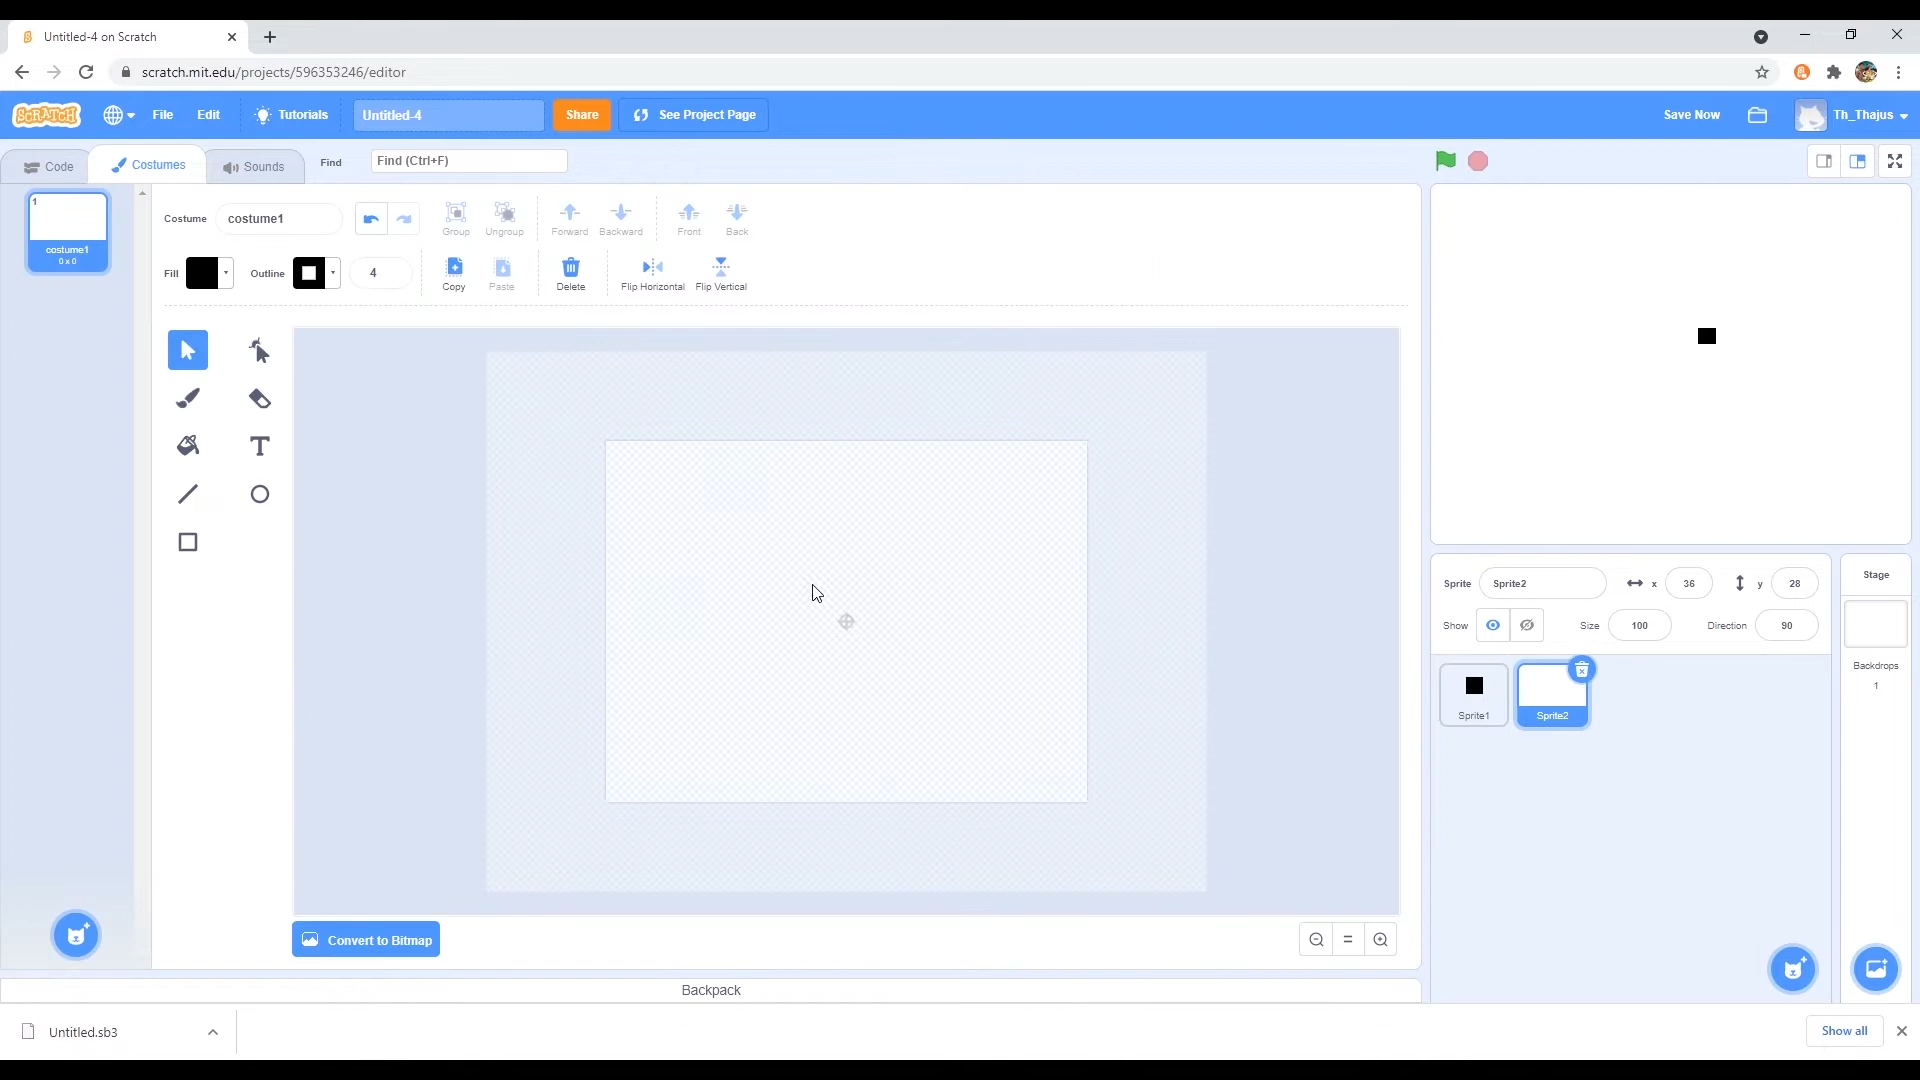 Untitled-4 on Scratch
scratch.mit.edu/projects/596353246/editor
SCRATCH File Edit Tutorials Untitled-4 Share See Project Page Save Now Th_Thajus
Code Costumes Sounds Find Find (Ctrl+F)
1
costume1
0 x 0
Costume costume1 Group Ungroup Forward Backward Front Back
Fill Outline 4 Copy Paste Delete Flip Horizontal Flip Vertical
Convert to Bitmap
Backpack
Sprite Sprite2 x 36 y 28
Show Size 100 Direction 90
Sprite1 Sprite2
Stage
Backdrops
1
Untitled.sb3 Show all